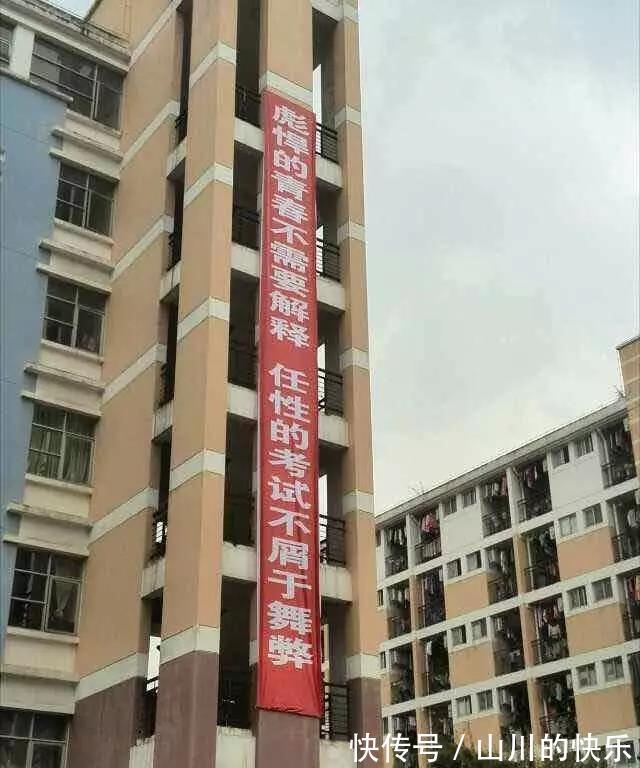 彪悍的青春不需要解释 任性的考试不屑于舞弊
快传号/山川的快乐